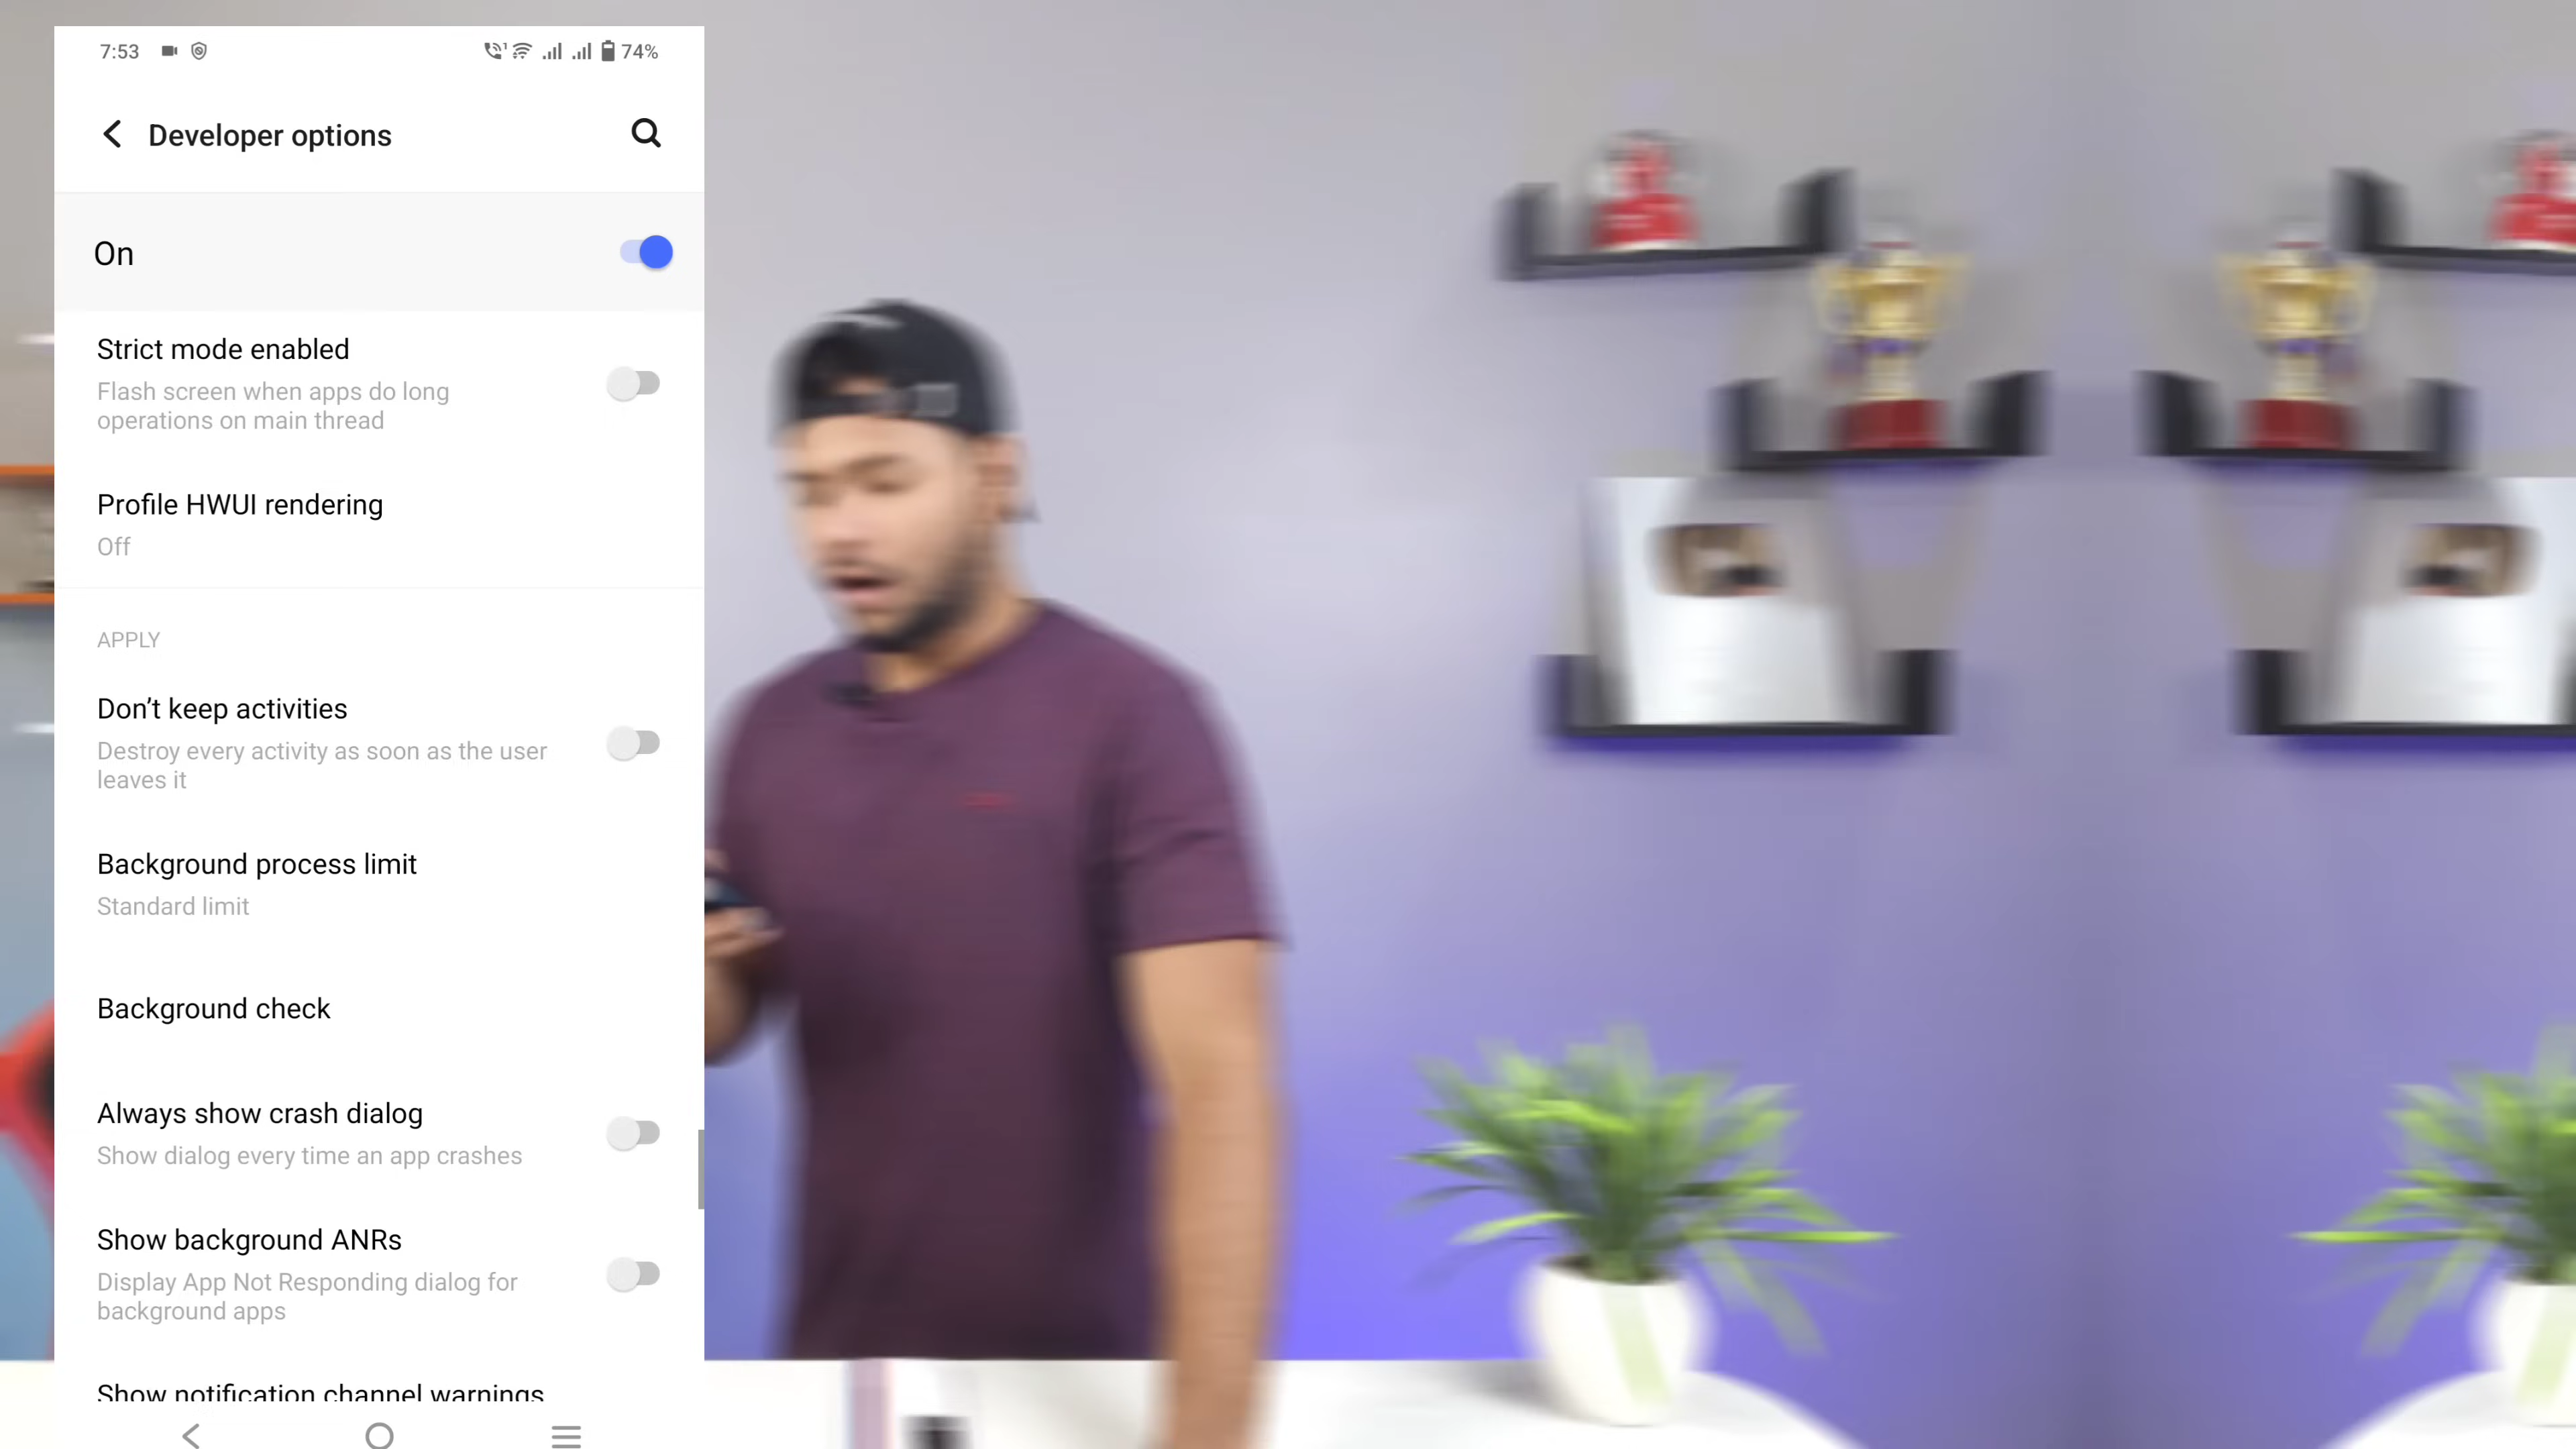 7:53
74%
Developer options
On
Strict mode enabled
Flash screen when apps do long
operations on main thread
Profile HWUI rendering
Off
APPLY
Don’t keep activities
Destroy every activity as soon as the user
leaves it
Background process limit
Standard limit
Background check
Always show crash dialog
Show dialog every time an app crashes
Show background ANRs
Display App Not Responding dialog for
background apps
Show notification channel warnings